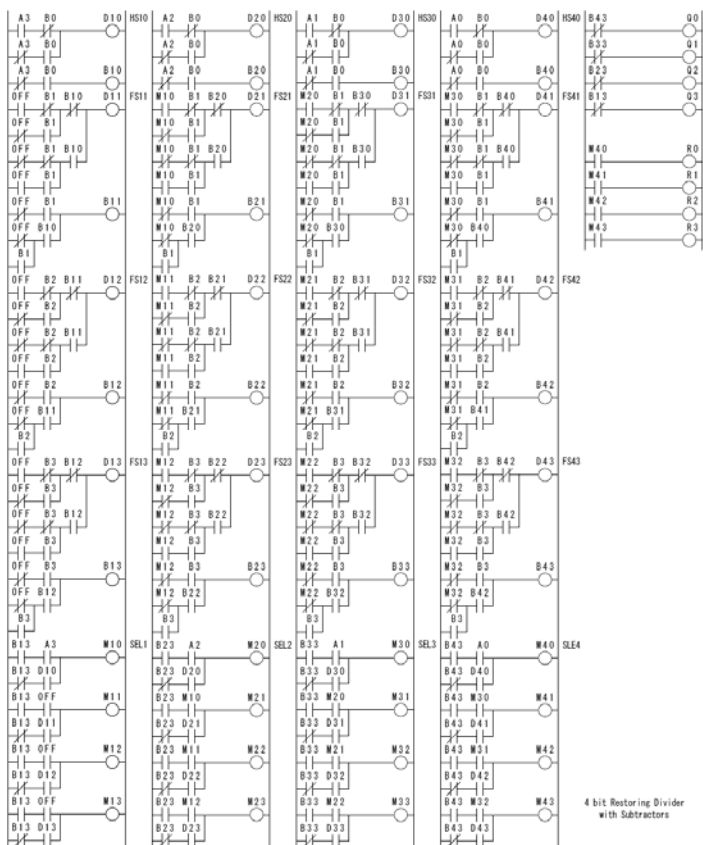 A3 B0 D10 HS10
A3 B0
A3 B0 B10
OFF B1 B10 D11 FS11
OFF B1
OFF B1 B10
OFF B1
OFF B1 B11
OFF B10
B1
OFF B2 B11 D12 FS12
OFF B2
OFF B2 B11
OFF B2
OFF B2 B12
OFF B11
B2
OFF B3 B12 D13 FS13
OFF B3
OFF B3 B12
OFF B3
OFF B3 B13
OFF B12
B3
B13 A3 M10 SEL1
B13 D10
B13 OFF M11
B13 D11
B13 OFF M12
B13 D12
B13 OFF M13
B13 D13
A2 B0 D20 HS20
A2 B0
A2 B0 B20
M10 B1 B20 D21 FS21
M10 B1
M10 B1 B20
M10 B1
M10 B1 B21
M10 B20
B1
M11 B2 B21 D22 FS22
M11 B2
M11 B2 B21
M11 B2
M11 B2 B22
M11 B21
B2
M12 B3 B22 D23 FS23
M12 B3
M12 B3 B22
M12 B3
M12 B3 B23
M12 B22
B3
B23 A2 M20 SEL2
B23 D20
B23 M10 M21
B23 D21
B23 M11 M22
B23 D22
B23 M12 M23
B23 D23
A1 B0 D30 HS30
A1 B0
A1 B0 B30
M20 B1 B30 D31 FS31
M20 B1
M20 B1 B30
M20 B1
M20 B1 B31
M20 B30
B1
M21 B2 B31 D32 FS32
M21 B2
M21 B2 B31
M21 B2
M21 B2 B32
M21 B31
B2
M22 B3 B32 D33 FS33
M22 B3
M22 B3 B32
M22 B3
M22 B3 B33
M22 B32
B3
B33 A1 M30 SEL3
B33 D30
B33 M20 M31
B33 D31
B33 M21 M32
B33 D32
B33 M22 M33
B33 D33
A0 B0 D40 HS40
A0 B0
A0 B0 B40
M30 B1 B40 D41 FS41
M30 B1
M30 B1 B40
M30 B1
M30 B1 B41
M30 B40
B1
M31 B2 B41 D42 FS42
M31 B2
M31 B2 B41
M31 B2
M31 B2 B42
M31 B41
B2
M32 B3 B42 D43 FS43
M32 B3
M32 B3 B42
M32 B3
M32 B3 B43
M32 B42
B3
B43 A0 M40 SLE4
B43 D40
B43 M30 M41
B43 D41
B43 M31 M42
B43 D42
B43 M32 M43
B43 D43
B43 Q0
B33 Q1
B23 Q2
B13 Q3
M40 R0
M41 R1
M42 R2
M43 R3
4 bit Restoring Divider
with Subtractors